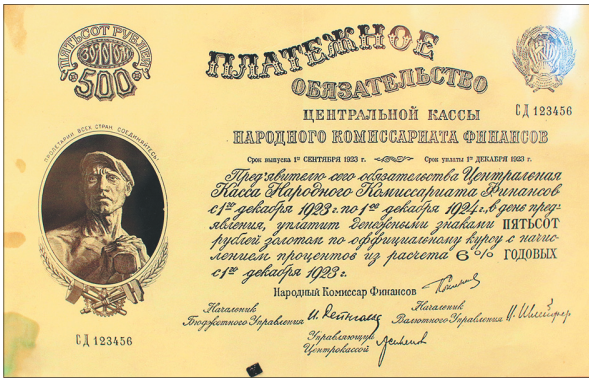 ПЯТЬСОТ РУБЛЕЙ
ЗОЛОТОМ
500
ПЛАТЕЖНОЕ
ОБЯЗАТЕЛЬСТВО
ЦЕНТРАЛЬНОЙ КАССЫ
НАРОДНОГО КОМИССАРИАТА ФИНАНСОВ
СД 123456
Срок выпуска 1го СЕНТЯБРЯ 1923 г. Срок уплаты 1го ДЕКАБРЯ 1923 г.
ПРОЛЕТАРИИ ВСЕХ СТРАН, СОЕДИНЯЙТЕСЬ!
Пред'явителю сего обязательства Центральная
Касса Народного Комиссариата Финансов
с 1го декабря 1923 г. по 1ое декабря 1924 г., в день пред-
явления, уплатит денежными знаками ПЯТЬСОТ
рублей золотом по оффициальному курсу с начис-
лением процентов из расчета 6% ГОДОВЫХ
с 1го декабря 1923 г.
Народный Комиссар Финансов
Начальник
Бюджетного Управления
Начальник
Валютного Управления
Управляющий
Центрокассой
СД 123456